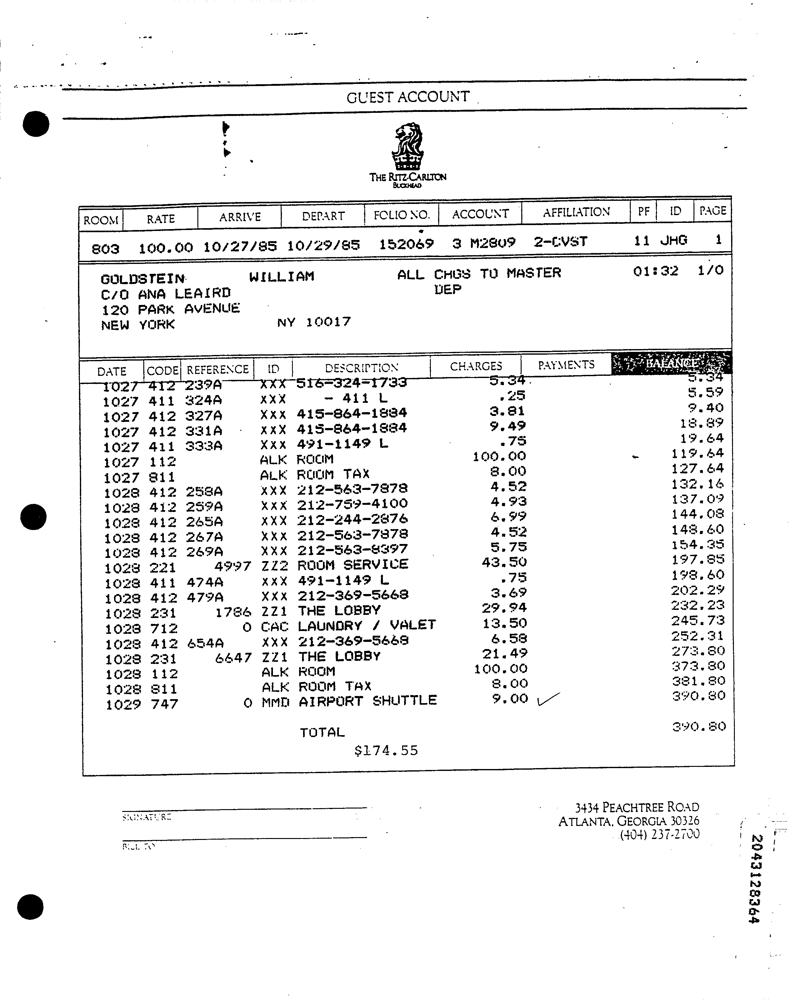 GUEST ACCOUNT
THE RITZ-CARLTON
BUCKHEAD
ROOM RATE ARRIVE DEPART FOLIO NO. ACCOUNT AFFILIATION PF ID PAGE
803 100.00 10/27/85 10/29/85 152069 3 M2809 2-CVST 11 JHG 1
GOLDSTEIN WILLIAM ALL CHGS TO MASTER 01:32 1/0
C/O ANA LEAIRD DEP
120 PARK AVENUE
NEW YORK NY 10017
DATE CODE REFERENCE ID DESCRIPTION CHARGES PAYMENTS BALANCE
1027 412 239A XXX 516-324-1733 5.34 5.34
1027 411 324A XXX - 411 L .25 5.59
1027 412 327A XXX 415-864-1884 3.81 9.40
1027 412 331A XXX 415-864-1884 9.49 18.89
1027 411 333A XXX 491-1149 L .75 19.64
1027 112 ALK ROOM 100.00 119.64
1027 811 ALK ROOM TAX 8.00 127.64
1028 412 258A XXX 212-563-7878 4.52 132.16
1028 412 259A XXX 212-759-4100 4.93 137.09
1028 412 265A XXX 212-244-2876 6.99 144.08
1028 412 267A XXX 212-563-7878 4.52 148.60
1028 412 269A XXX 212-563-8397 5.75 154.35
1028 221 4997 ZZ2 ROOM SERVICE 43.50 197.85
1028 411 474A XXX 491-1149 L .75 198.60
1028 412 479A XXX 212-369-5668 3.69 202.29
1028 231 1786 ZZ1 THE LOBBY 29.94 232.23
1028 712 0 CAC LAUNDRY / VALET 13.50 245.73
1028 412 654A XXX 212-369-5668 6.58 252.31
1028 231 6647 ZZ1 THE LOBBY 21.49 273.80
1028 112 ALK ROOM 100.00 373.80
1028 811 ALK ROOM TAX 8.00 381.80
1029 747 0 MMD AIRPORT SHUTTLE 9.00 ✓ 390.80
TOTAL 390.80
$174.55
SIGNATURE
BILL TO
3434 PEACHTREE ROAD
ATLANTA, GEORGIA 30326
(404) 237-2700
2043128364